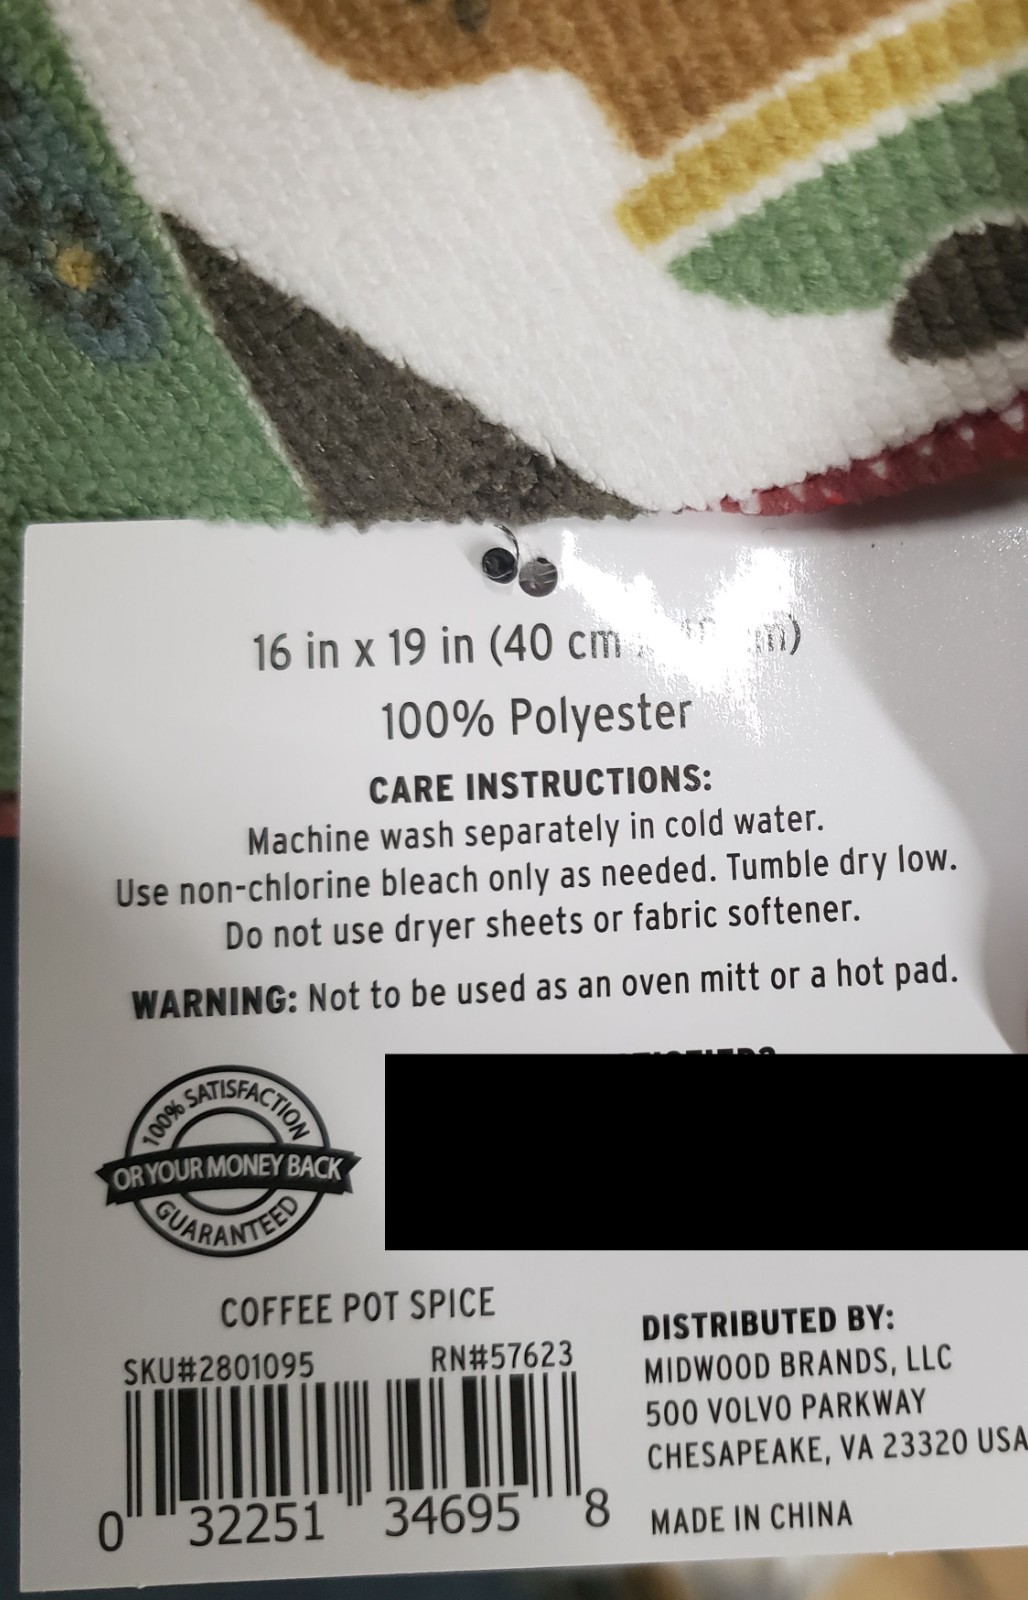 16 in x 19 in (40 cm
100% Polyester
CARE INSTRUCTIONS:
Machine wash separately in cold water.
Use non-chlorine bleach only as needed. Tumble dry low.
Do not use dryer sheets or fabric softener.
WARNING: Not to be used as an oven mitt or a hot pad.
100% SATISFACTION
OR YOUR MONEY BACK
GUARANTEED
COFFEE POT SPICE
SKU#2801095 RN#57623
0 32251 34695 8
DISTRIBUTED BY:
MIDWOOD BRANDS, LLC
500 VOLVO PARKWAY
CHESAPEAKE, VA 23320 USA
MADE IN CHINA